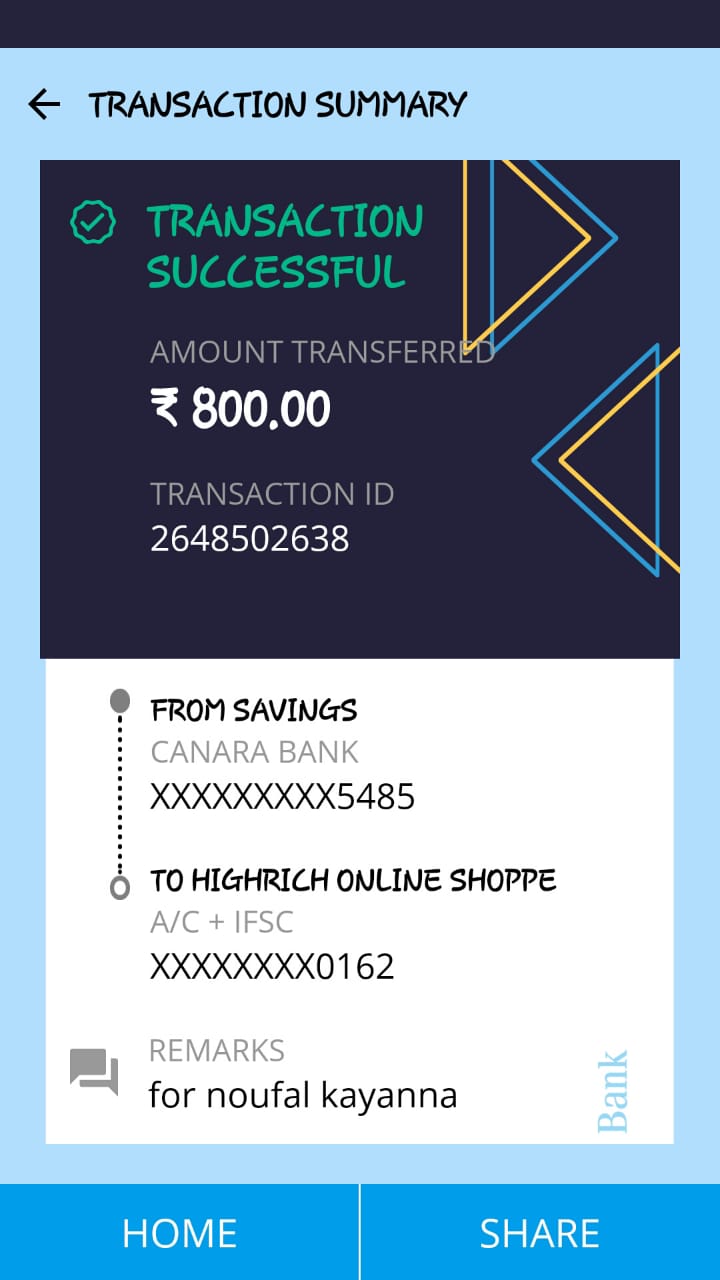 TRANSACTION SUMMARY
TRANSACTION
SUCCESSFUL
AMOUNT TRANSFERRED
₹ 800.00
TRANSACTION ID
2648502638
FROM SAVINGS
CANARA BANK
XXXXXXXXX5485
TO HIGHRICH ONLINE SHOPPE
A/C + IFSC
XXXXXXXX0162
REMARKS
for noufal kayanna
Bank
HOME
SHARE